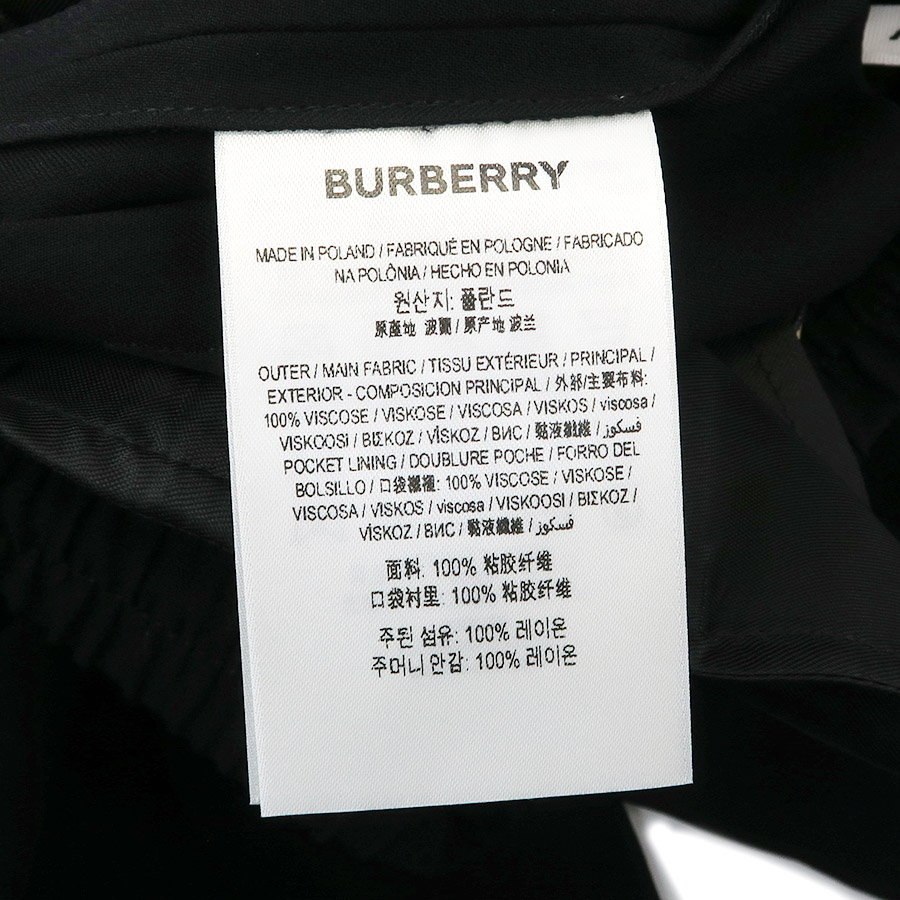 BURBERRY
MADE IN POLAND / FABRIQUÉ EN POLOGNE / FABRICADO
NA POLÔNIA / HECHO EN POLONIA
원산지: 폴란드
原產地 波蘭 / 原产地 波兰
OUTER / MAIN FABRIC / TISSU EXTÉRIEUR / PRINCIPAL /
EXTERIOR - COMPOSICION PRINCIPAL / 外部/主要布料:
100% VISCOSE / VISKOSE / VISCOSA / VISKOS / viscosa /
VISKOOSI / ΒΙΣΚΟΖ / VİSKOZ / ВИС / 黏液纖維 / فسكوز
POCKET LINING / DOUBLURE POCHE / FORRO DEL
BOLSILLO / 口袋襯裡: 100% VISCOSE / VISKOSE /
VISCOSA / VISKOS / viscosa / VISKOOSI / ΒΙΣΚΟΖ /
VİSKOZ / ВИС / 黏液纖維 / فسكوز
面料: 100% 粘胶纤维
口袋衬里: 100% 粘胶纤维
주된 섬유: 100% 레이온
주머니 안감: 100% 레이온